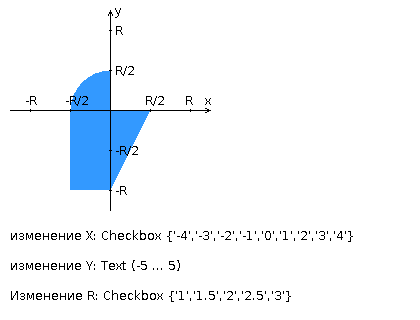 y
R
R/2
-R -R/2 R/2 R x
-R/2
-R
изменение X: Checkbox {'-4','-3','-2','-1','0','1','2','3','4'}
изменение Y: Text (-5 ... 5)
Изменение R: Checkbox {'1','1.5','2','2.5','3'}